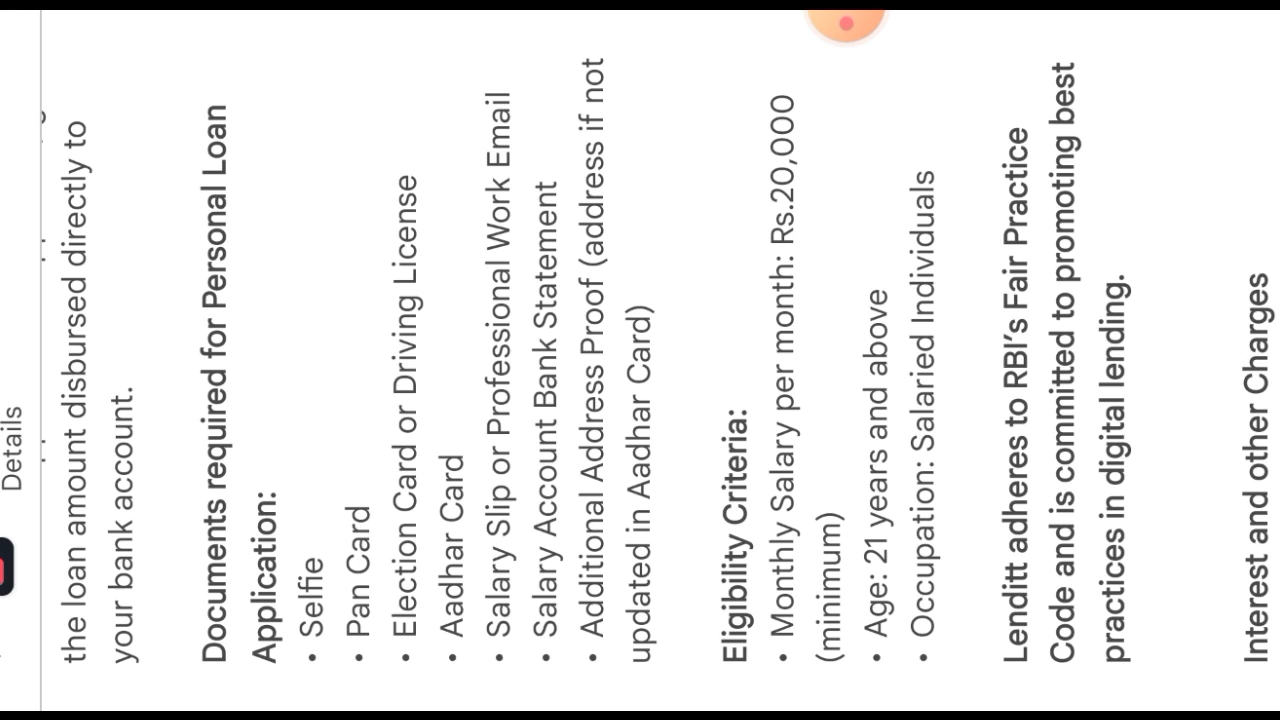 Details
the loan amount disbursed directly to
your bank account.
Documents required for Personal Loan
Application:
• Selfie
• Pan Card
• Election Card or Driving License
• Aadhar Card
• Salary Slip or Professional Work Email
• Salary Account Bank Statement
• Additional Address Proof (address if not
updated in Aadhar Card)
Eligibility Criteria:
• Monthly Salary per month: Rs.20,000
(minimum)
• Age: 21 years and above
• Occupation: Salaried Individuals
Lenditt adheres to RBI’s Fair Practice
Code and is committed to promoting best
practices in digital lending.
Interest and other Charges